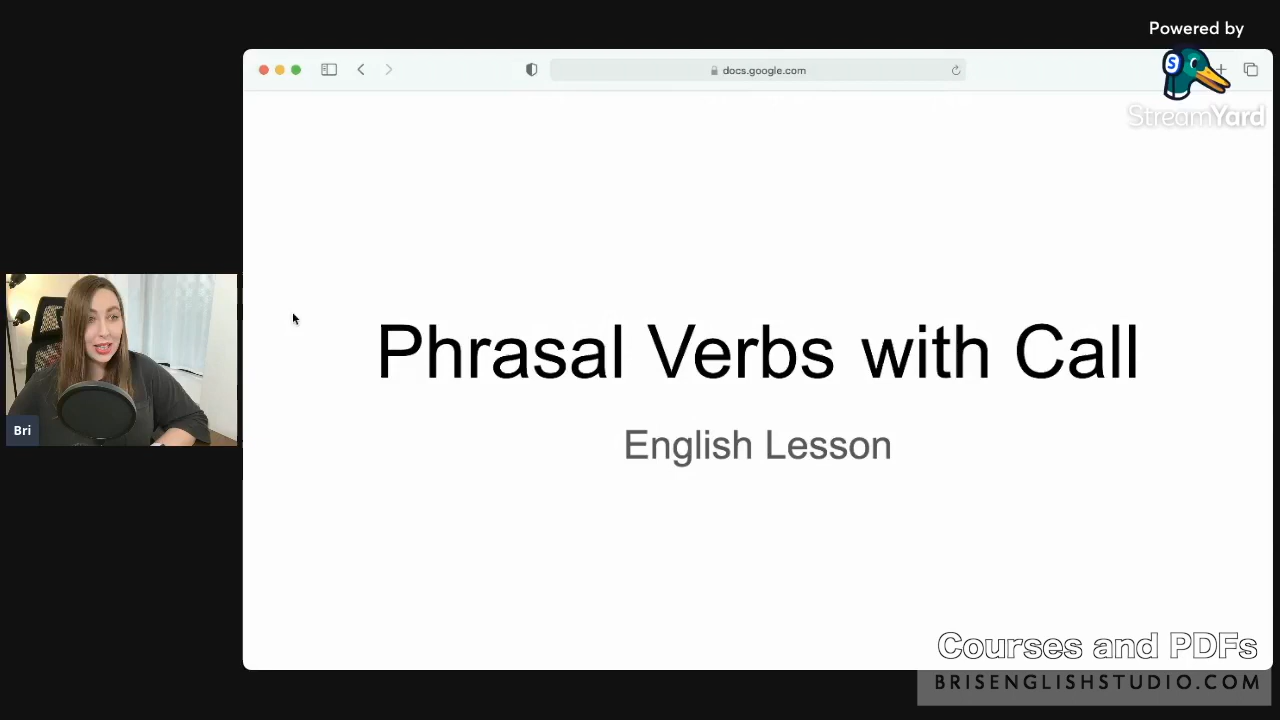 Powered by
docs.google.com
S
StreamYard
Phrasal Verbs with Call
English Lesson
Bri
Courses and PDFs
BRISENGLISHSTUDIO.COM